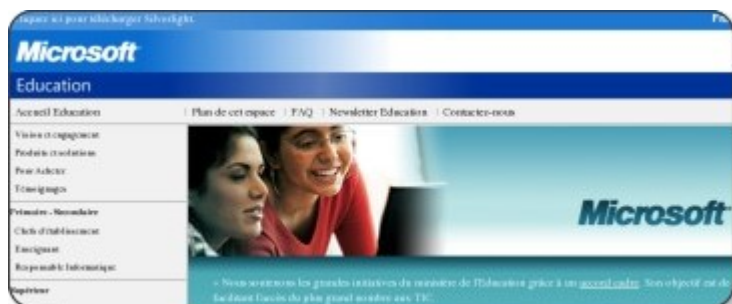 Cliquez ici pour télécharger Silverlight.
Microsoft
Education
Accueil Education | Plan de cet espace | FAQ | Newsletter Education | Contactez-nous
Vision et engagement
Produits et solutions
Pour Acheter
Témoignages
Primaire - Secondaire
Chefs d'établissement
Enseignant
Responsable Informatique
Supérieur
Microsoft
« Nous soutenons les grandes initiatives du ministère de l'Education grâce à un accord cadre. Son objectif est de
faciliter l'accès du plus grand nombre aux TIC